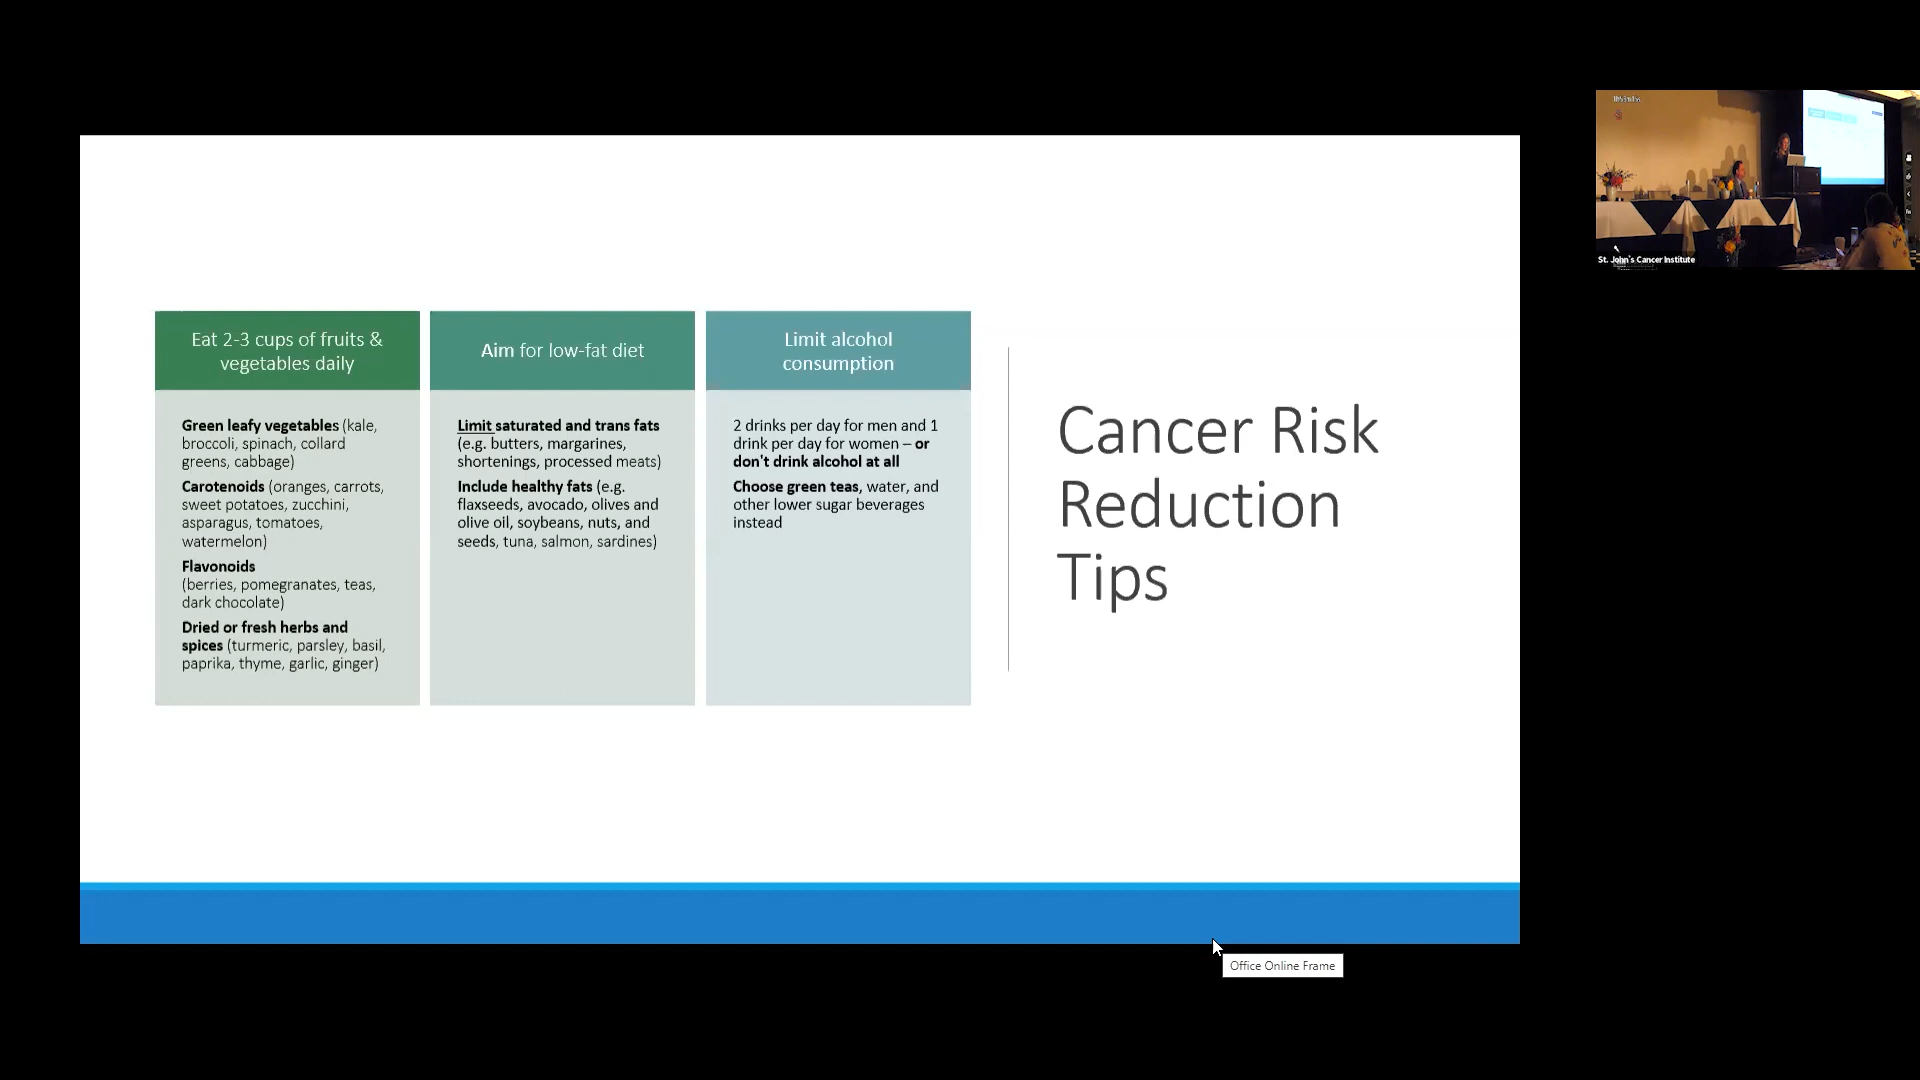 Eat 2-3 cups of fruits &
vegetables daily
Green leafy vegetables (kale,
broccoli, spinach, collard
greens, cabbage)
Carotenoids (oranges, carrots,
sweet potatoes, zucchini,
asparagus, tomatoes,
watermelon)
Flavonoids
(berries, pomegranates, teas,
dark chocolate)
Dried or fresh herbs and
spices (turmeric, parsley, basil,
paprika, thyme, garlic, ginger)
Aim for low-fat diet
Limit saturated and trans fats
(e.g. butters, margarines,
shortenings, processed meats)
Include healthy fats (e.g.
flaxseeds, avocado, olives and
olive oil, soybeans, nuts, and
seeds, tuna, salmon, sardines)
Limit alcohol
consumption
2 drinks per day for men and 1
drink per day for women – or
don't drink alcohol at all
Choose green teas, water, and
other lower sugar beverages
instead
Cancer Risk
Reduction
Tips
St. John's Cancer Institute
Office Online Frame